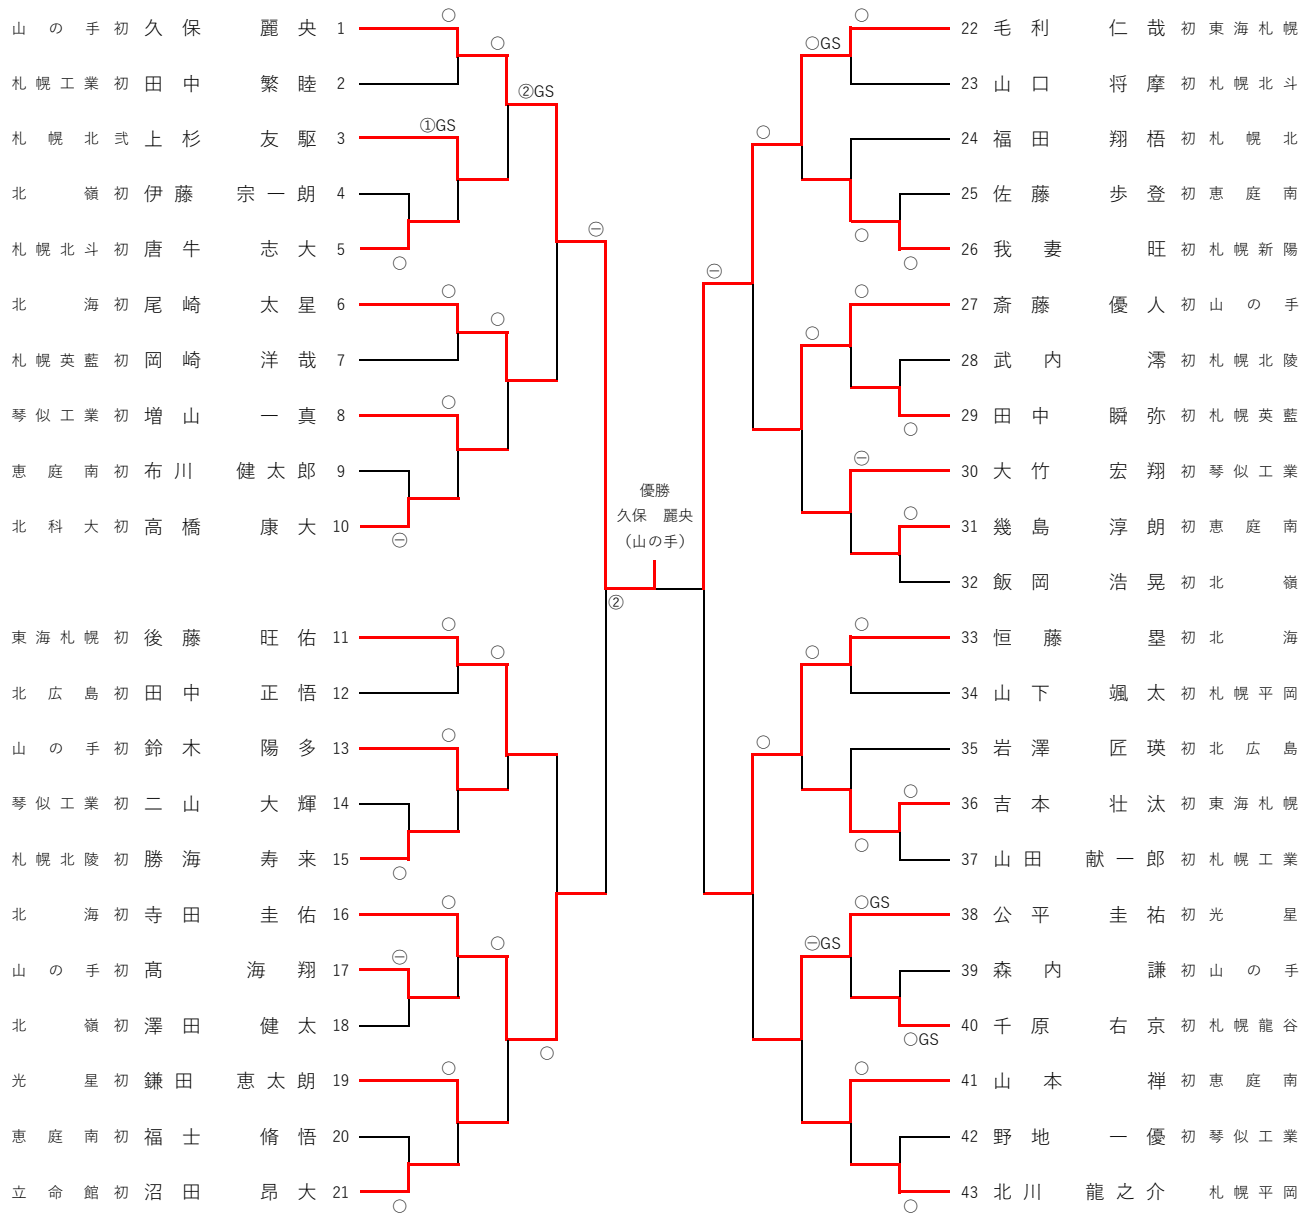 山の手 初 久保 麗央 1
札幌工業 初 田中 繁睦 2
札幌北 弐 上杉 友駆 3
北嶺 初 伊藤 宗一朗 4
札幌北斗 初 唐牛 志大 5
北海 初 尾崎 太星 6
札幌英藍 初 岡崎 洋哉 7
琴似工業 初 増山 一真 8
恵庭南 初 布川 健太郎 9
北科大 初 高橋 康大 10
東海札幌 初 後藤 旺佑 11
北広島 初 田中 正悟 12
山の手 初 鈴木 陽多 13
琴似工業 初 二山 大輝 14
札幌北陵 初 勝海 寿来 15
北海 初 寺田 圭佑 16
山の手 初 髙 海翔 17
北嶺 初 澤田 健太 18
光星 初 鎌田 恵太朗 19
恵庭南 初 福士 脩悟 20
立命館 初 沼田 昂大 21
○
○
②GS
①GS
○
㊀
○
○
○
㊀
○
○
○
○
○
㊀
○
○
○
○
優勝
久保 麗央
（山の手）
②
㊀
○
○GS
○
○
○
○
○
○
㊀
○
○
○
○
○
○
○GS
㊀GS
○GS
○
○
22 毛利 仁哉 初 東海札幌
23 山口 将摩 初 札幌北斗
24 福田 翔梧 初 札幌北
25 佐藤 歩登 初 恵庭南
26 我妻 旺 初 札幌新陽
27 斎藤 優人 初 山の手
28 武内 澪 初 札幌北陵
29 田中 瞬弥 初 札幌英藍
30 大竹 宏翔 初 琴似工業
31 幾島 淳朗 初 恵庭南
32 飯岡 浩晃 初 北嶺
33 恒藤 塁 初 北海
34 山下 颯太 初 札幌平岡
35 岩澤 匠瑛 初 北広島
36 吉本 壮汰 初 東海札幌
37 山田 献一郎 初 札幌工業
38 公平 圭祐 初 光星
39 森内 謙 初 山の手
40 千原 右京 初 札幌龍谷
41 山本 禅 初 恵庭南
42 野地 一優 初 琴似工業
43 北川 龍之介 札幌平岡